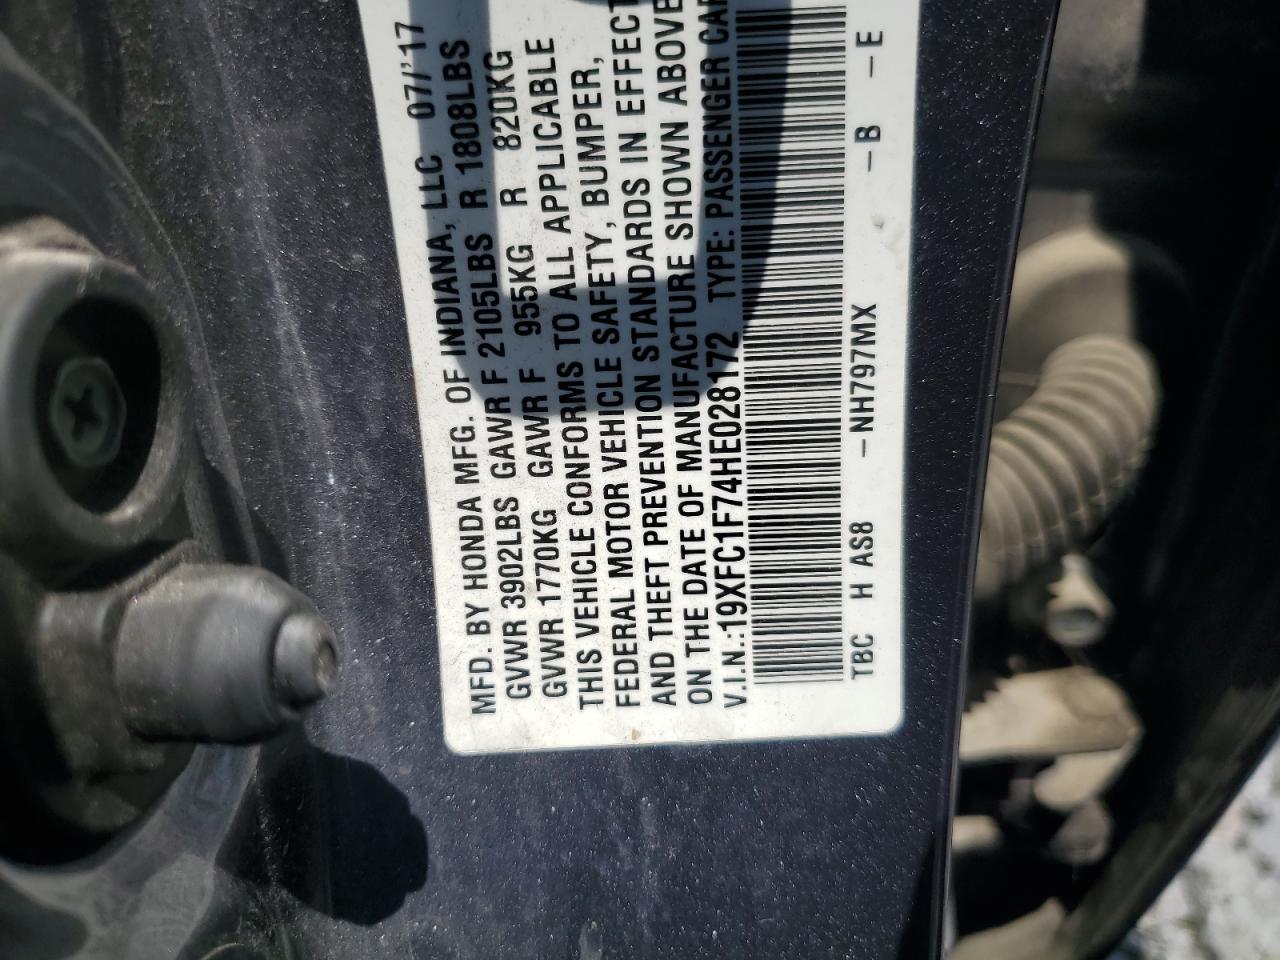 MFD. BY HONDA MFG. OF INDIANA, LLC 07/'17
GVWR 3902LBS GAWR F 2105LBS R 1808LBS
GVWR 1770KG GAWR F 955KG R 820KG
THIS VEHICLE CONFORMS TO ALL APPLICABLE
FEDERAL MOTOR VEHICLE SAFETY, BUMPER,
AND THEFT PREVENTION STANDARDS IN EFFECT
ON THE DATE OF MANUFACTURE SHOWN ABOVE
V.I.N.:19XFC1F74HE028172 TYPE: PASSENGER CAR
TBC H AS8 –NH797MX –B –E